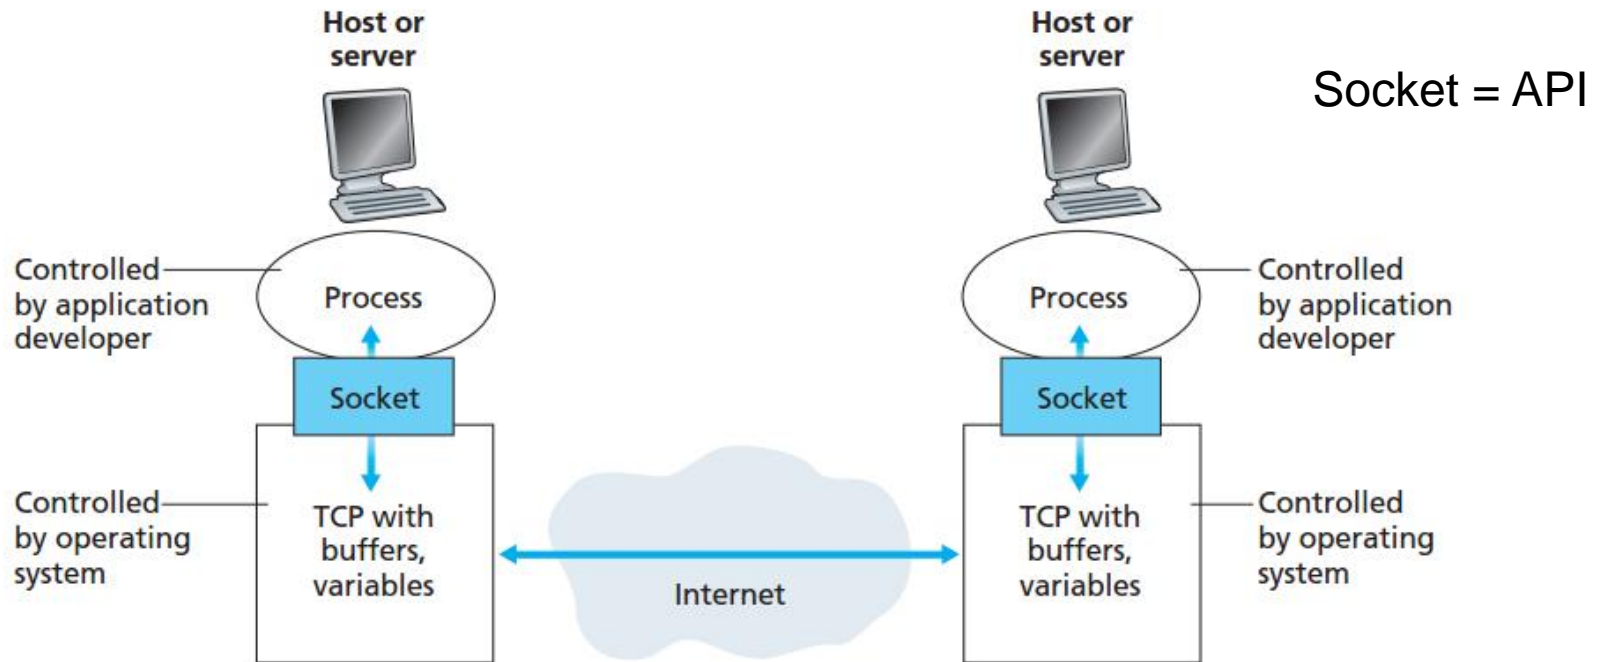 Host or
server
Host or
server
Socket = API
Controlled
by application
developer
Process
Process
Controlled
by application
developer
Socket
Socket
Controlled
by operating
system
TCP with
buffers,
variables
Internet
TCP with
buffers,
variables
Controlled
by operating
system